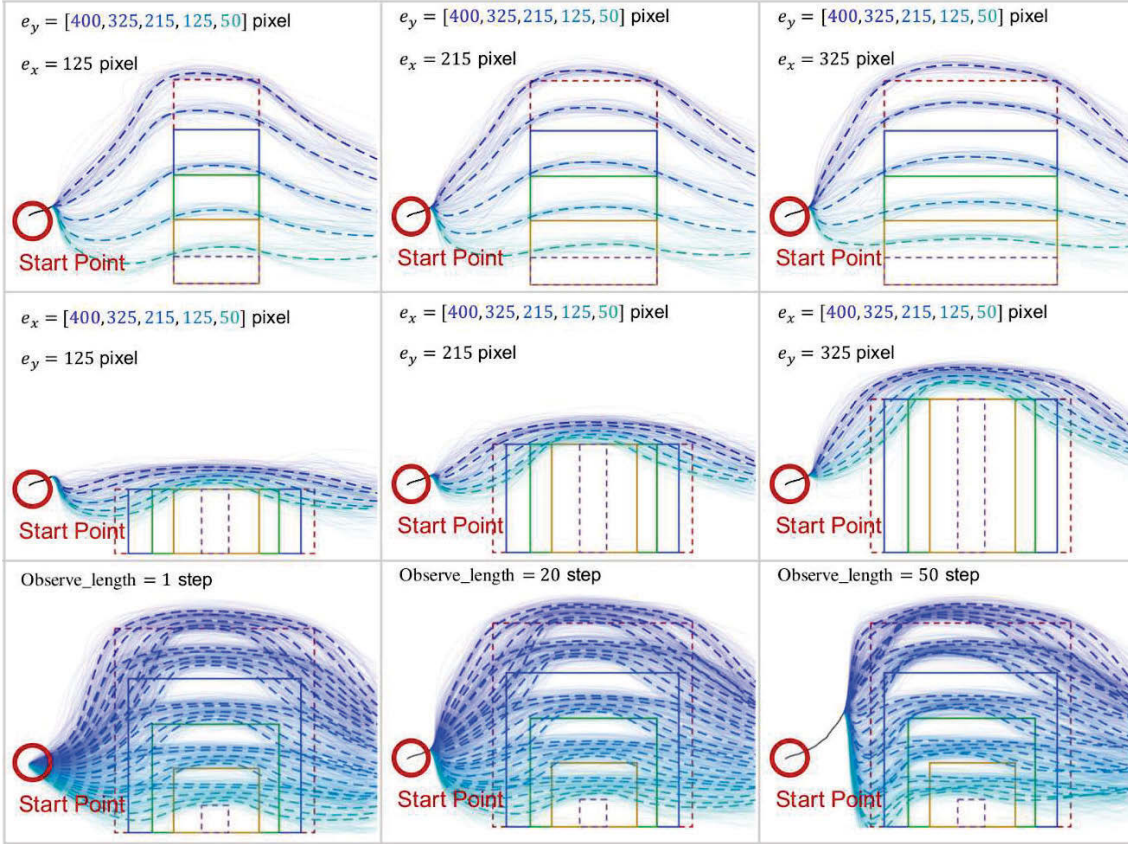 e_y = [400, 325, 215, 125, 50] pixel
e_x = 125 pixel
Start Point
e_y = [400, 325, 215, 125, 50] pixel
e_x = 215 pixel
Start Point
e_y = [400, 325, 215, 125, 50] pixel
e_x = 325 pixel
Start Point
e_x = [400, 325, 215, 125, 50] pixel
e_y = 125 pixel
Start Point
e_x = [400, 325, 215, 125, 50] pixel
e_y = 215 pixel
Start Point
e_x = [400, 325, 215, 125, 50] pixel
e_y = 325 pixel
Start Point
Observe_length = 1 step
Start Point
Observe_length = 20 step
Start Point
Observe_length = 50 step
Start Point